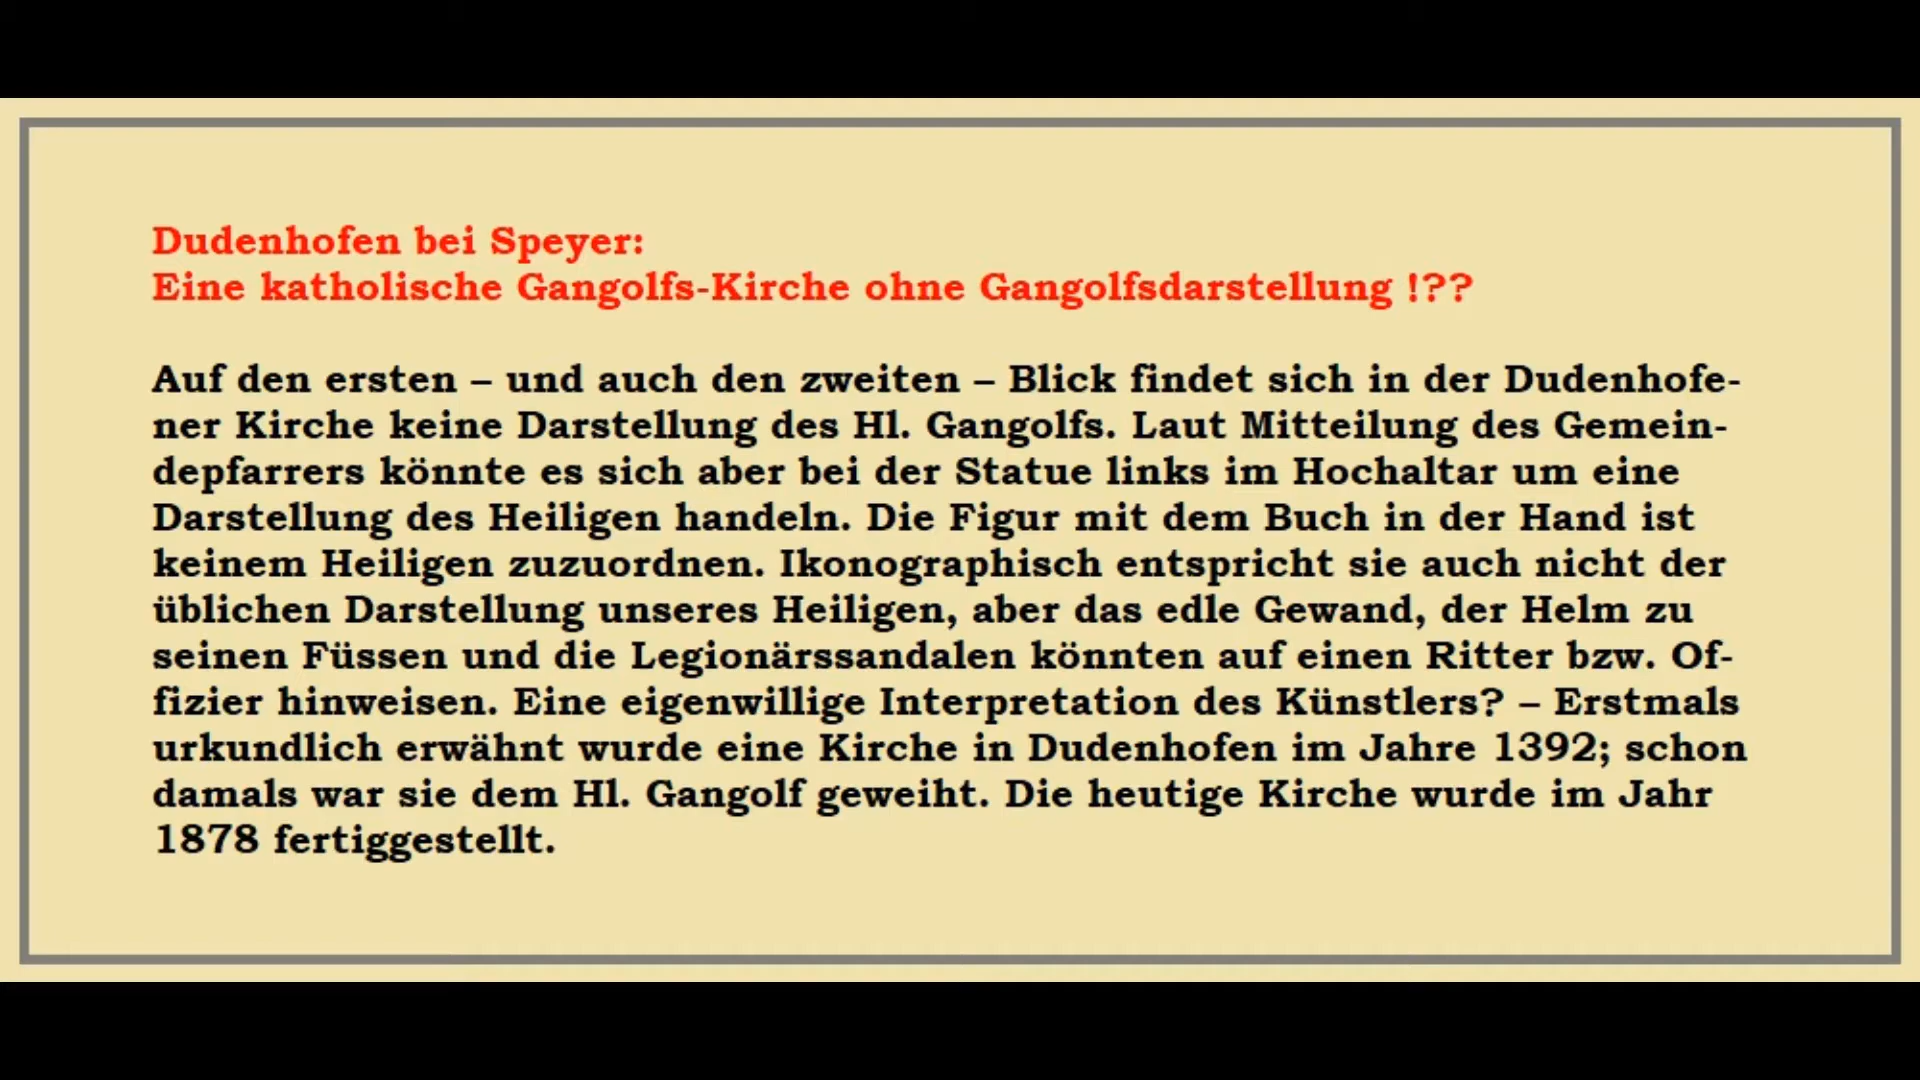 Dudenhofen bei Speyer:
Eine katholische Gangolfs-Kirche ohne Gangolfsdarstellung !??
Auf den ersten – und auch den zweiten – Blick findet sich in der Dudenhofe-
ner Kirche keine Darstellung des Hl. Gangolfs. Laut Mitteilung des Gemein-
depfarrers könnte es sich aber bei der Statue links im Hochaltar um eine
Darstellung des Heiligen handeln. Die Figur mit dem Buch in der Hand ist
keinem Heiligen zuzuordnen. Ikonographisch entspricht sie auch nicht der
üblichen Darstellung unseres Heiligen, aber das edle Gewand, der Helm zu
seinen Füssen und die Legionärssandalen könnten auf einen Ritter bzw. Of-
fizier hinweisen. Eine eigenwillige Interpretation des Künstlers? – Erstmals
urkundlich erwähnt wurde eine Kirche in Dudenhofen im Jahre 1392; schon
damals war sie dem Hl. Gangolf geweiht. Die heutige Kirche wurde im Jahr
1878 fertiggestellt.